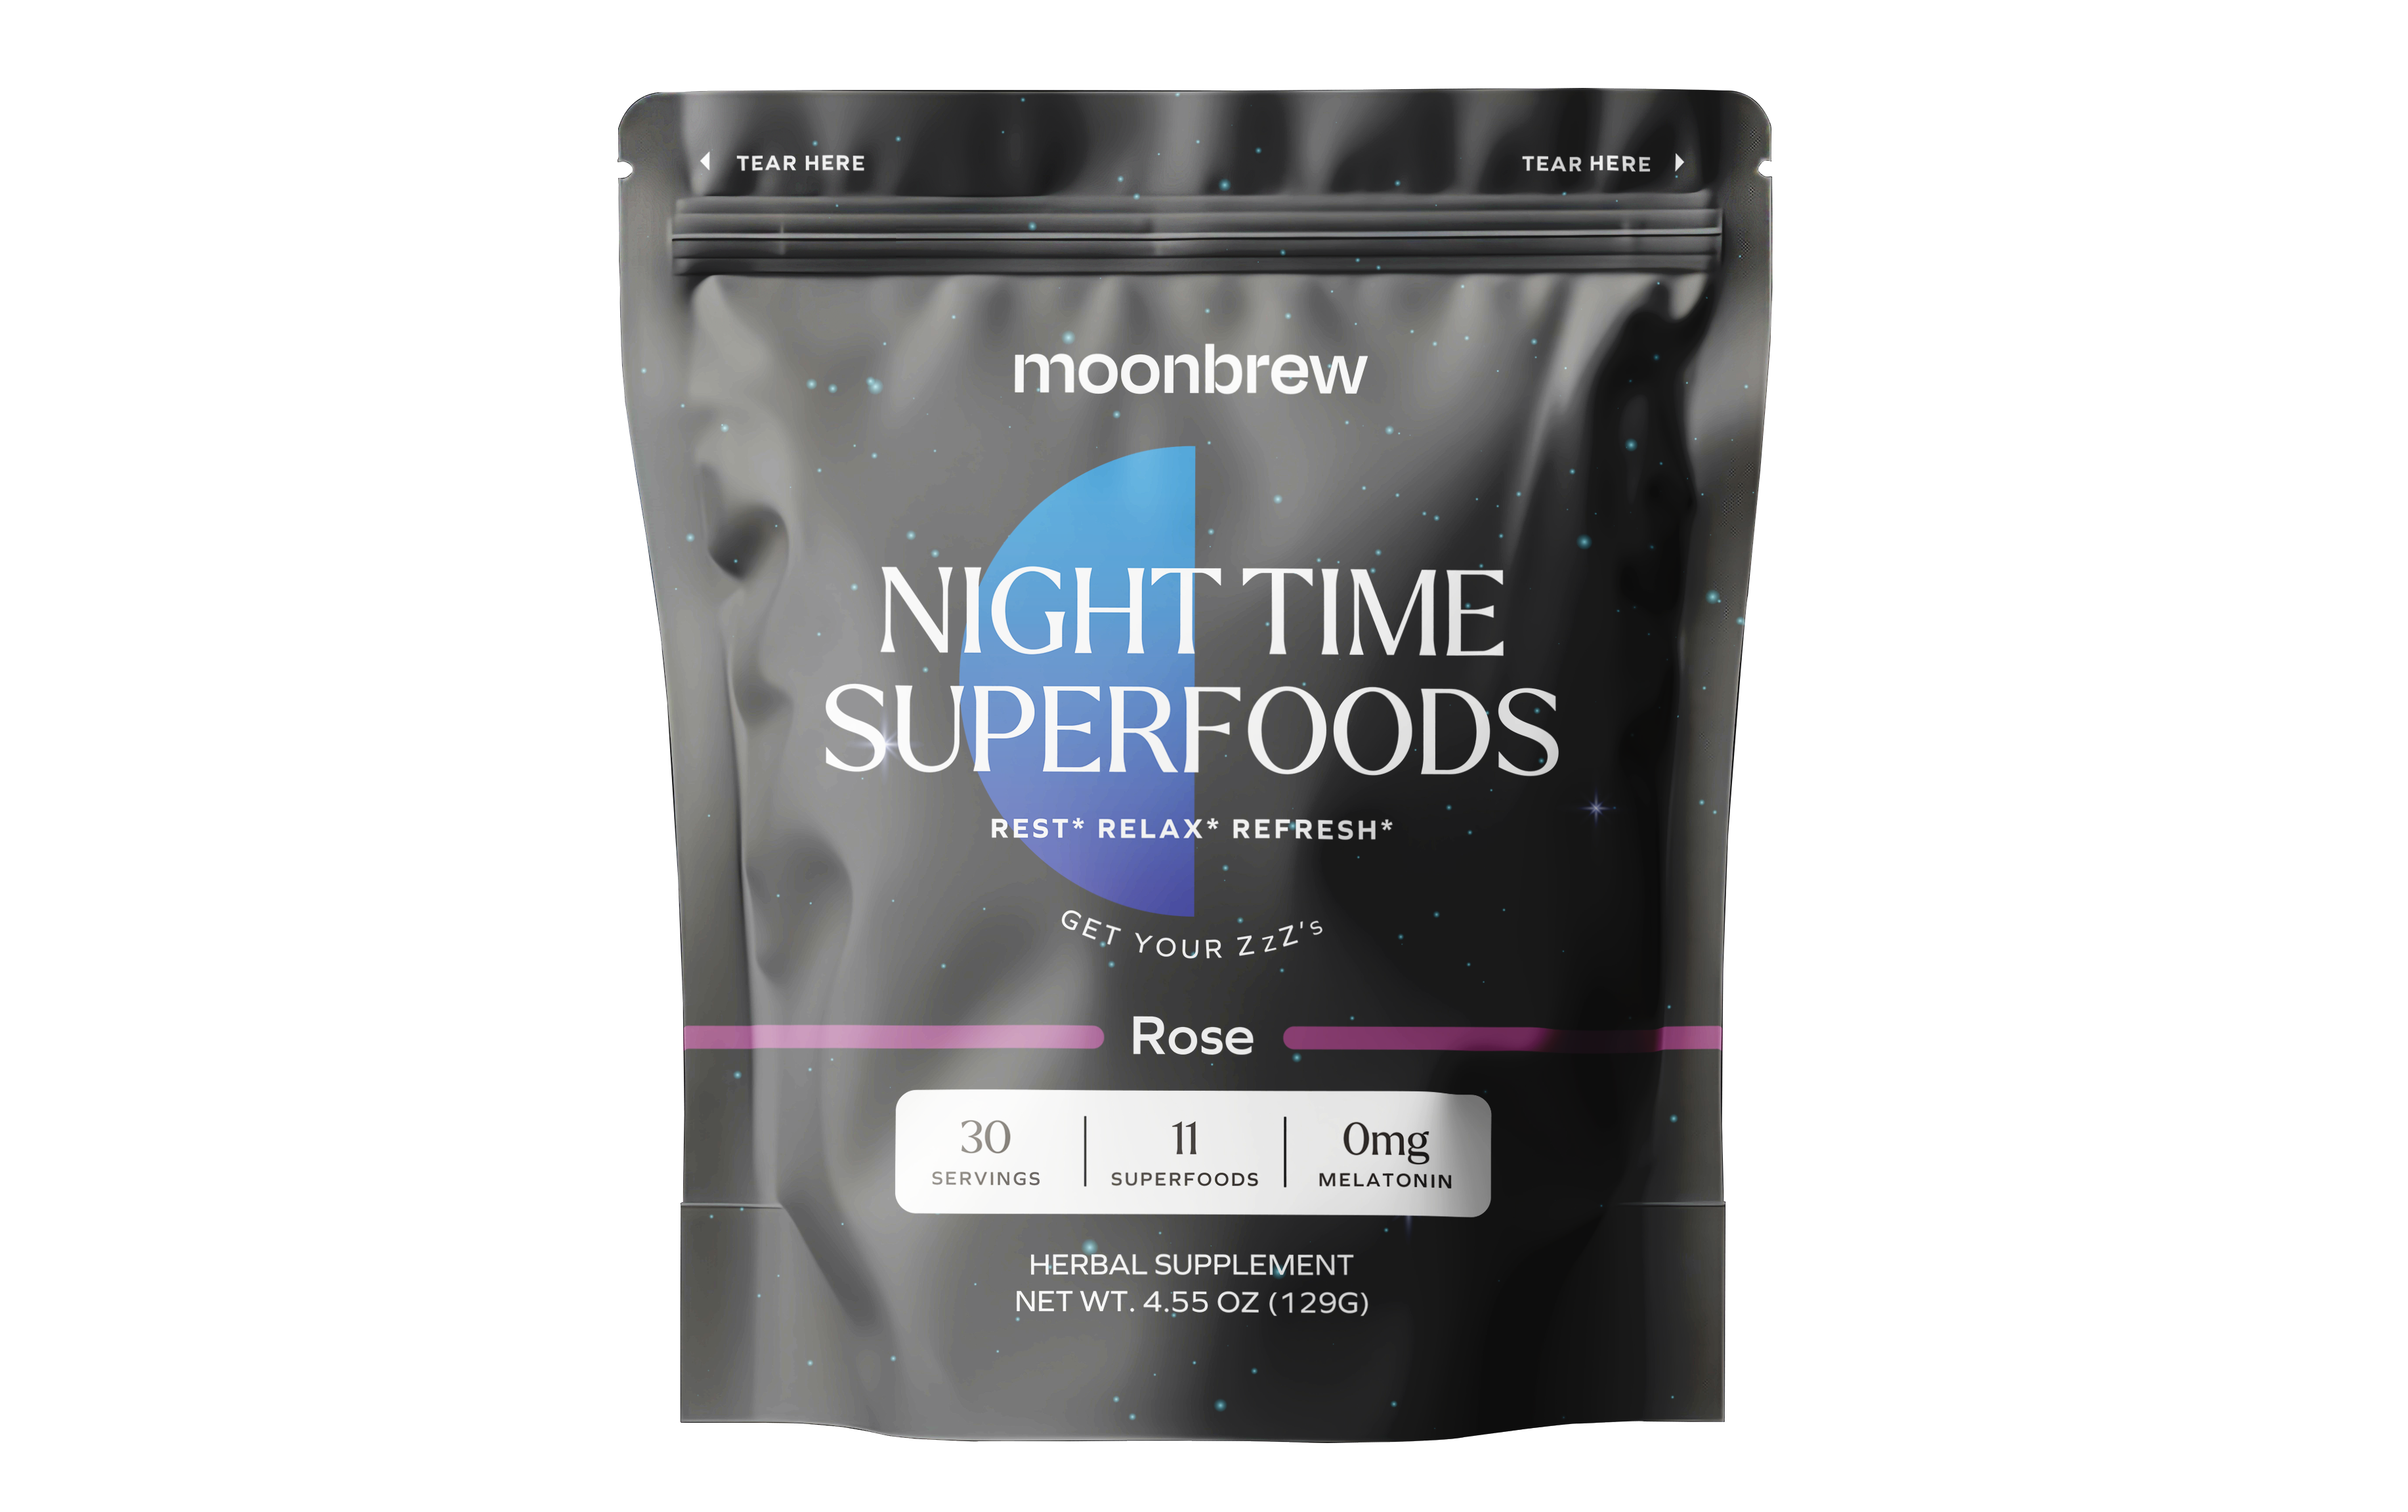 TEAR HERE
TEAR HERE
moonbrew
NIGHT TIME
SUPERFOODS
REST* RELAX* REFRESH*
GET YOUR ZzZ's
Rose
30
SERVINGS
11
SUPERFOODS
0mg
MELATONIN
HERBAL SUPPLEMENT
NET WT. 4.55 OZ (129G)